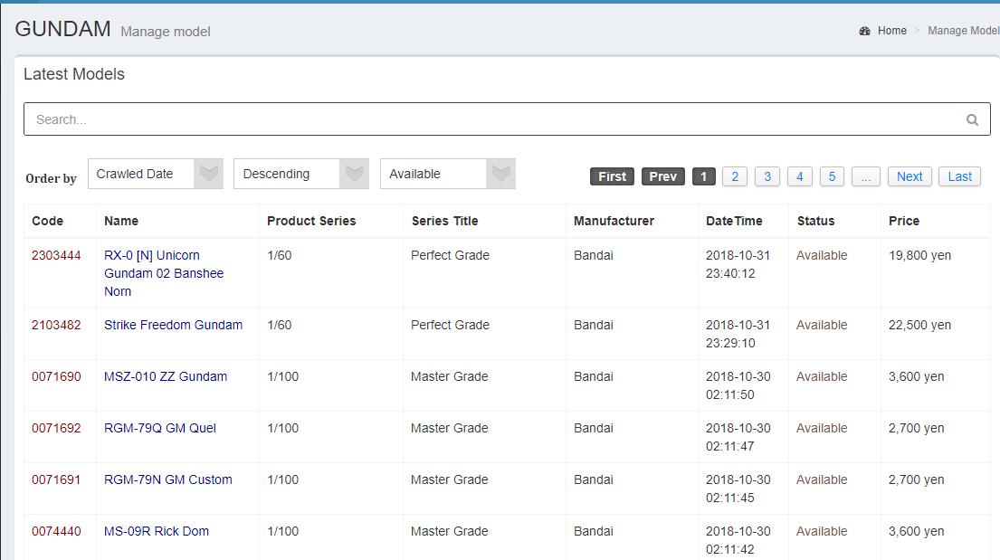 GUNDAM Manage model
Home > Manage Model
Latest Models
Search...
Order by Crawled Date Descending Available First Prev 1 2 3 4 5 ... Next Last
Code Name Product Series Series Title Manufacturer DateTime Status Price
2303444 RX-0 [N] Unicorn 1/60 Perfect Grade Bandai 2018-10-31 Available 19,800 yen
Gundam 02 Banshee 23:40:12
Norn
2103482 Strike Freedom Gundam 1/60 Perfect Grade Bandai 2018-10-31 Available 22,500 yen
23:29:10
0071690 MSZ-010 ZZ Gundam 1/100 Master Grade Bandai 2018-10-30 Available 3,600 yen
02:11:50
0071692 RGM-79Q GM Quel 1/100 Master Grade Bandai 2018-10-30 Available 2,700 yen
02:11:47
0071691 RGM-79N GM Custom 1/100 Master Grade Bandai 2018-10-30 Available 2,700 yen
02:11:45
0074440 MS-09R Rick Dom 1/100 Master Grade Bandai 2018-10-30 Available 3,600 yen
02:11:42